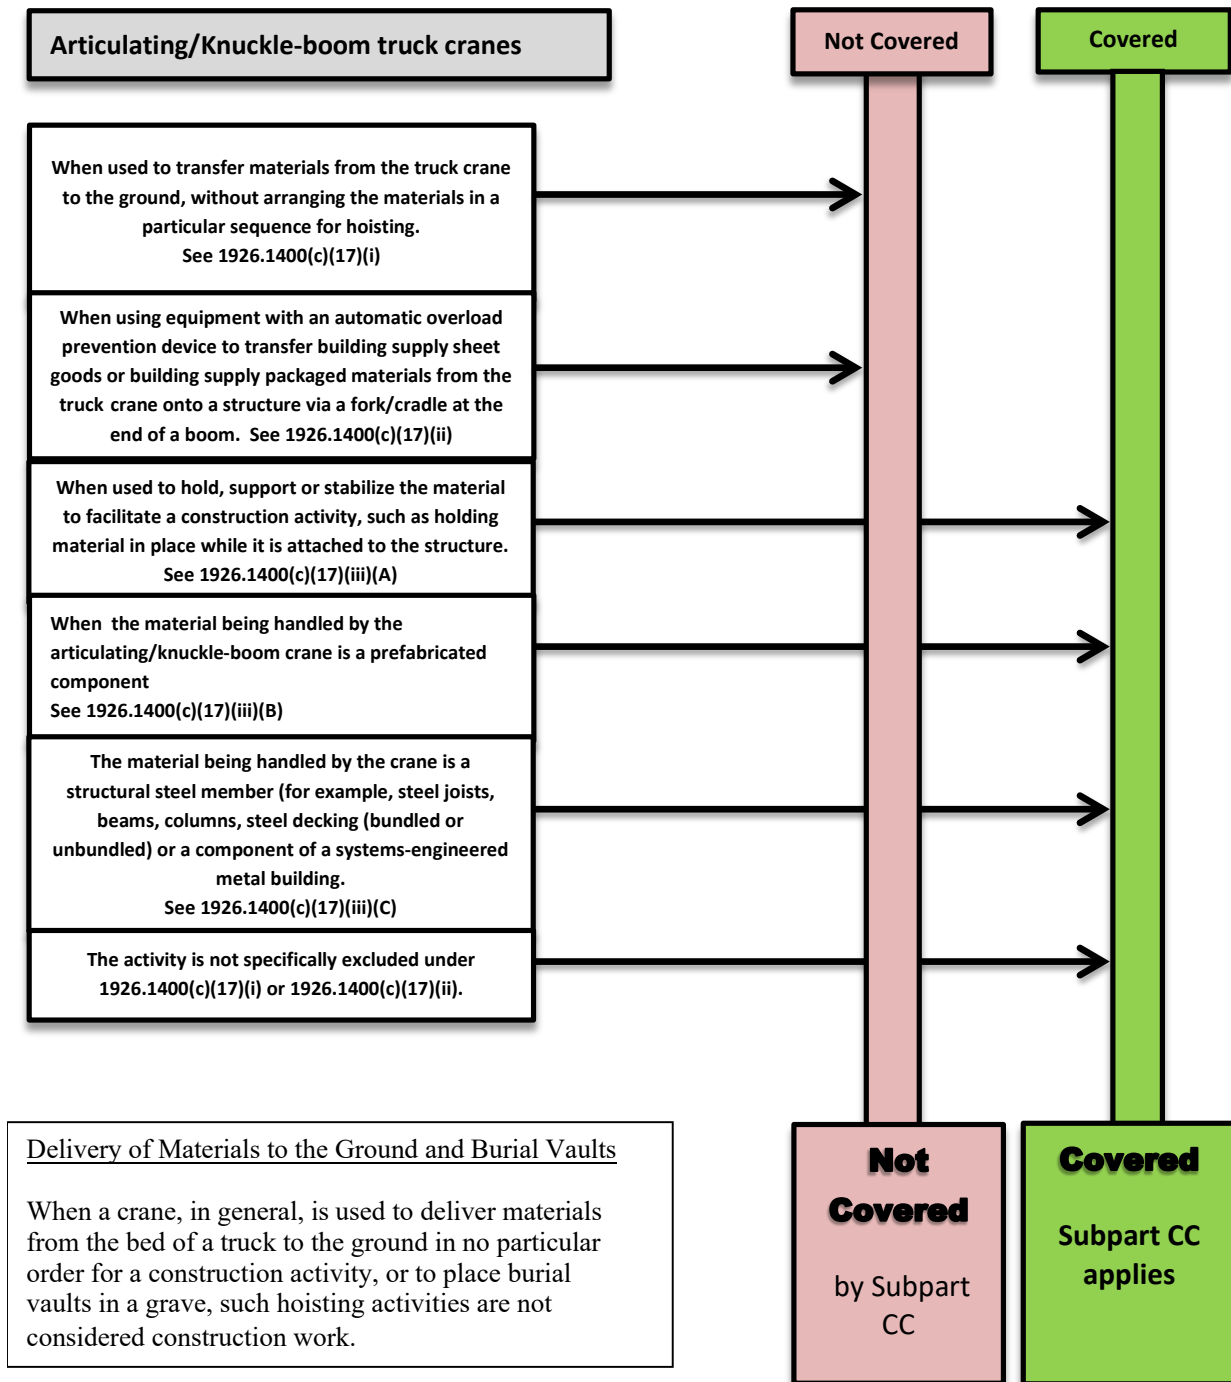 Articulating/Knuckle-boom truck cranes
Not Covered
Covered
When used to transfer materials from the truck crane
to the ground, without arranging the materials in a
particular sequence for hoisting.
See 1926.1400(c)(17)(i)
When using equipment with an automatic overload
prevention device to transfer building supply sheet
goods or building supply packaged materials from the
truck crane onto a structure via a fork/cradle at the
end of a boom. See 1926.1400(c)(17)(ii)
When used to hold, support or stabilize the material
to facilitate a construction activity, such as holding
material in place while it is attached to the structure.
See 1926.1400(c)(17)(iii)(A)
When the material being handled by the
articulating/knuckle-boom crane is a prefabricated
component
See 1926.1400(c)(17)(iii)(B)
The material being handled by the crane is a
structural steel member (for example, steel joists,
beams, columns, steel decking (bundled or
unbundled) or a component of a systems-engineered
metal building.
See 1926.1400(c)(17)(iii)(C)
The activity is not specifically excluded under
1926.1400(c)(17)(i) or 1926.1400(c)(17)(ii).
Delivery of Materials to the Ground and Burial Vaults
When a crane, in general, is used to deliver materials
from the bed of a truck to the ground in no particular
order for a construction activity, or to place burial
vaults in a grave, such hoisting activities are not
considered construction work.
Not
Covered
by Subpart
CC
Covered
Subpart CC
applies